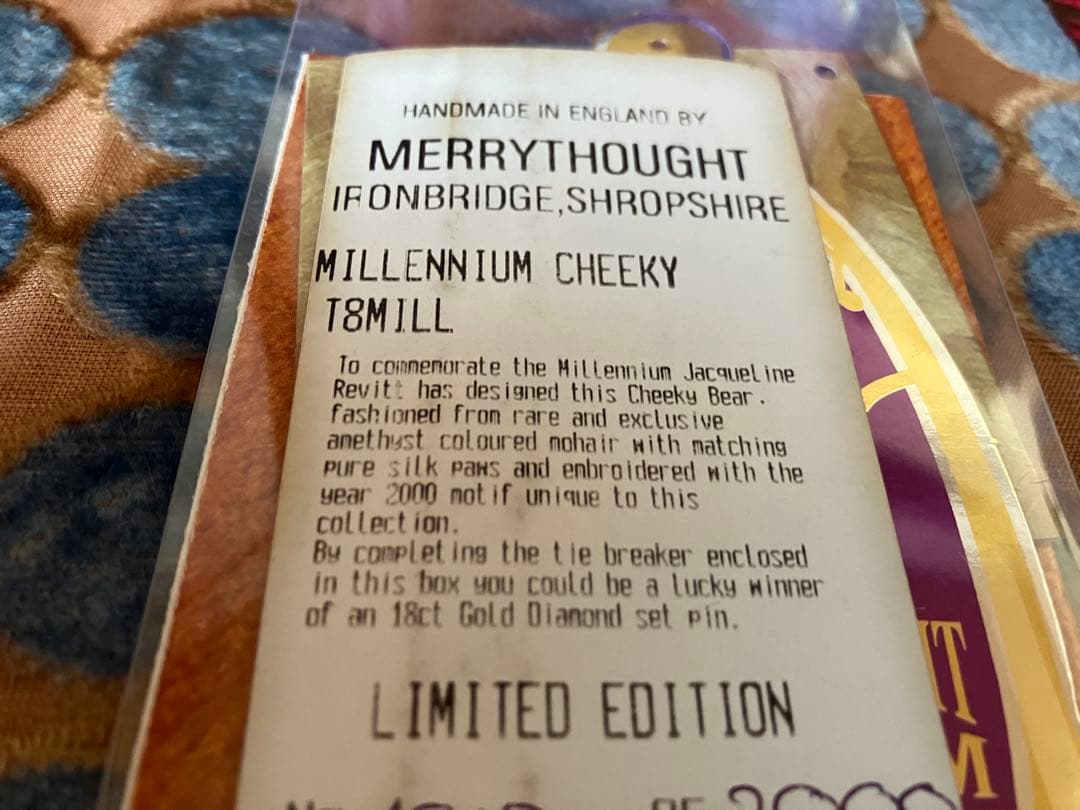 HANDMADE IN ENGLAND BY
MERRYTHOUGHT
IRONBRIDGE,SHROPSHIRE
MILLENNIUM CHEEKY
T8MILL
To commemorate the Millennium Jacqueline
Revitt has designed this Cheeky Bear.
fashioned from rare and exclusive
amethyst coloured mohair with matching
pure silk paws and embroidered with the
year 2000 motif unique to this
collection.
By completing the tie breaker enclosed
in this box you could be a lucky winner
of an 18ct Gold Diamond set pin.
LIMITED EDITION
OF 2000